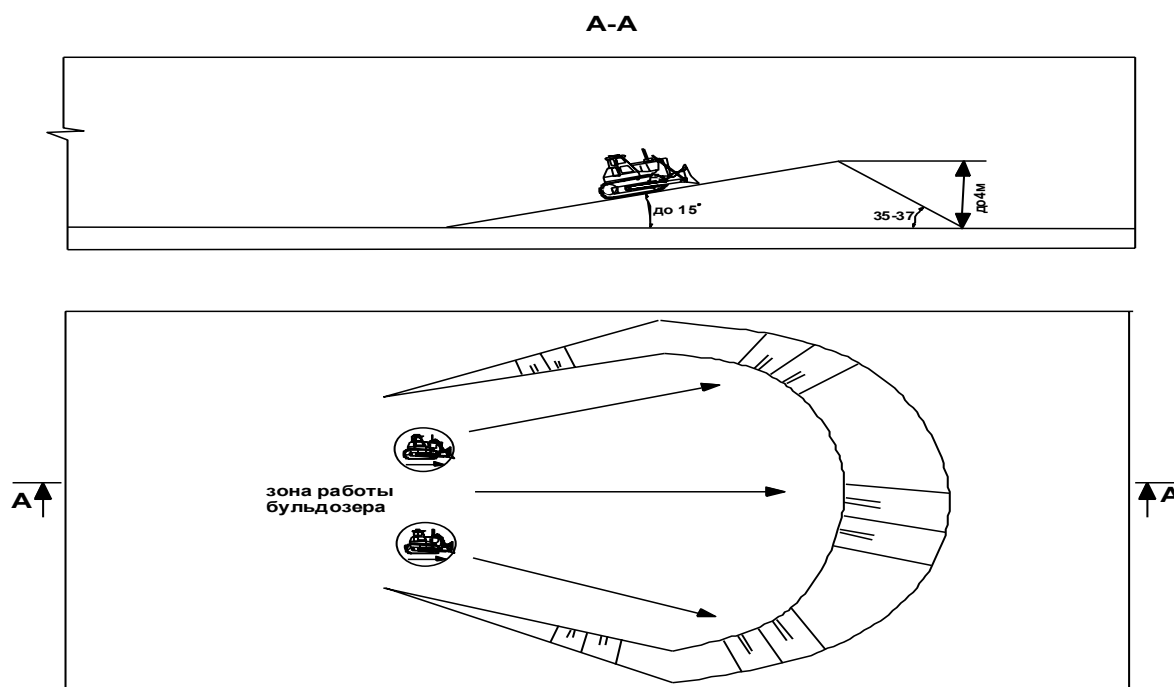 А-А
до 15°
35-37
до4м
зона работы
бульдозера
А
А